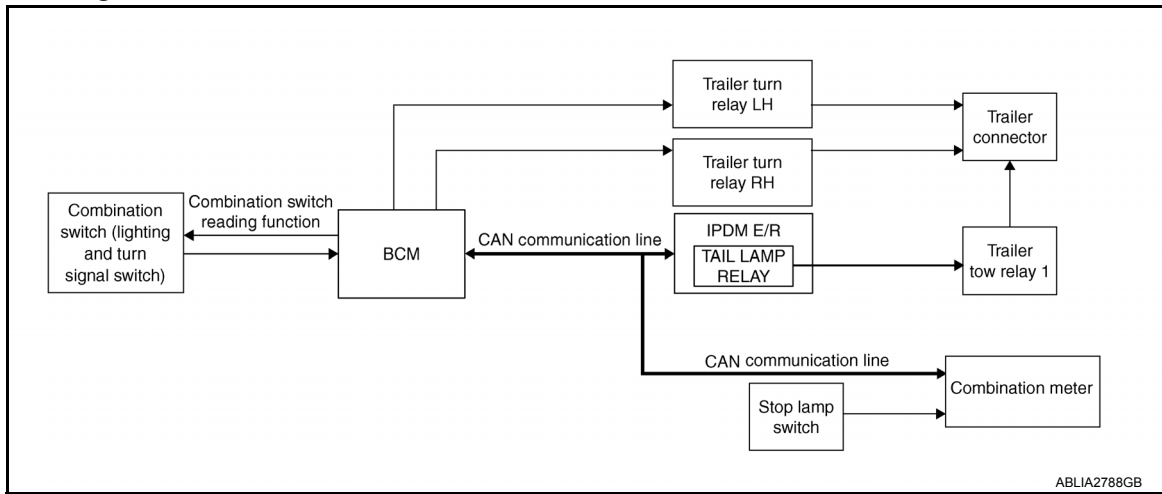 Trailer turn
relay LH
Trailer
connector
Trailer turn
relay RH
Combination
switch (lighting
and turn
signal switch)
Combination switch
reading function
BCM
CAN communication line
IPDM E/R
TAIL LAMP
RELAY
Trailer
tow relay 1
CAN communication line
Combination meter
Stop lamp
switch
ABLIA2788GB